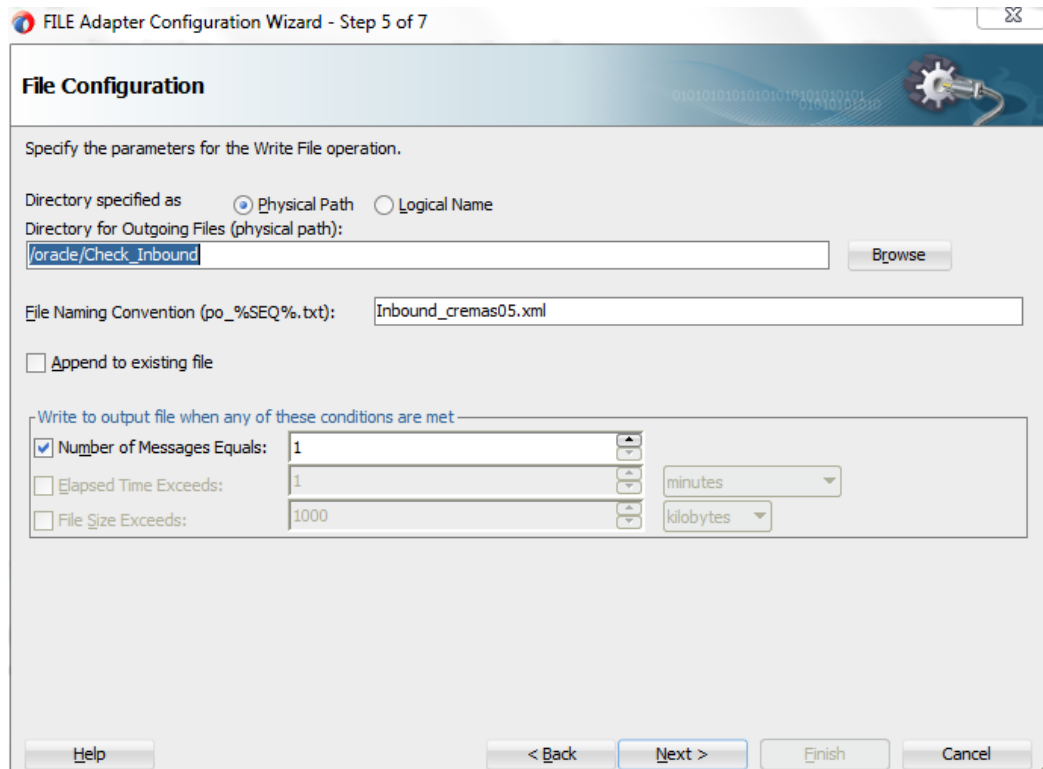 FILE Adapter Configuration Wizard - Step 5 of 7
File Configuration
0101010101010101010101010101
01010101010
Specify the parameters for the Write File operation.
Directory specified as Physical Path Logical Name
Directory for Outgoing Files (physical path):
/oracle/Check_Inbound Browse
File Naming Convention (po_%SEQ%.txt): Inbound_cremas05.xml
Append to existing file
Write to output file when any of these conditions are met
Number of Messages Equals: 1
Elapsed Time Exceeds: 1 minutes
File Size Exceeds: 1000 kilobytes
Help < Back Next > Finish Cancel